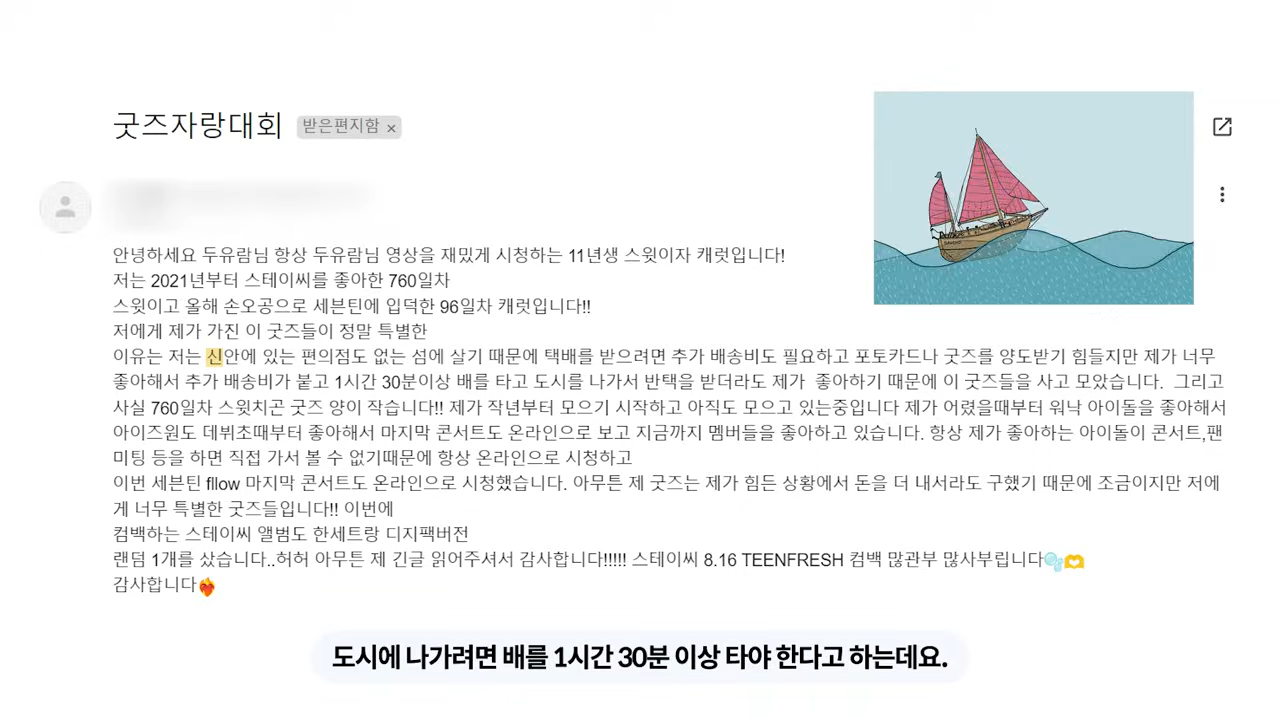 굿즈자랑대회 받은편지함 ×
안녕하세요 두유람님 항상 두유람님 영상을 재밌게 시청하는 11년생 스윗이자 캐럿입니다!
저는 2021년부터 스테이씨를 좋아한 760일차
스윗이고 올해 손오공으로 세븐틴에 입덕한 96일차 캐럿입니다!!
저에게 제가 가진 이 굿즈들이 정말 특별한
이유는 저는 신안에 있는 편의점도 없는 섬에 살기 때문에 택배를 받으려면 추가 배송비도 필요하고 포토카드나 굿즈를 양도받기 힘들지만 제가 너무
좋아해서 추가 배송비가 붙고 1시간 30분이상 배를 타고 도시를 나가서 반택을 받더라도 제가 좋아하기 때문에 이 굿즈들을 사고 모았습니다. 그리고
사실 760일차 스윗치곤 굿즈 양이 작습니다!! 제가 작년부터 모으기 시작하고 아직도 모으고 있는중입니다 제가 어렸을때부터 워낙 아이돌을 좋아해서
아이즈원도 데뷔초때부터 좋아해서 마지막 콘서트도 온라인으로 보고 지금까지 멤버들을 좋아하고 있습니다. 항상 제가 좋아하는 아이돌이 콘서트,팬
미팅 등을 하면 직접 가서 볼 수 없기때문에 항상 온라인으로 시청하고
이번 세븐틴 fllow 마지막 콘서트도 온라인으로 시청했습니다. 아무튼 제 굿즈는 제가 힘든 상황에서 돈을 더 내서라도 구했기 때문에 조금이지만 저에
게 너무 특별한 굿즈들입니다!! 이번에
컴백하는 스테이씨 앨범도 한세트랑 디지팩버전
랜덤 1개를 샀습니다..허허 아무튼 제 긴글 읽어주셔서 감사합니다!!!!! 스테이씨 8.16 TEENFRESH 컴백 많관부 많사부립니다🫧🫶
감사합니다❤️‍🔥
도시에 나가려면 배를 1시간 30분 이상 타야 한다고 하는데요.